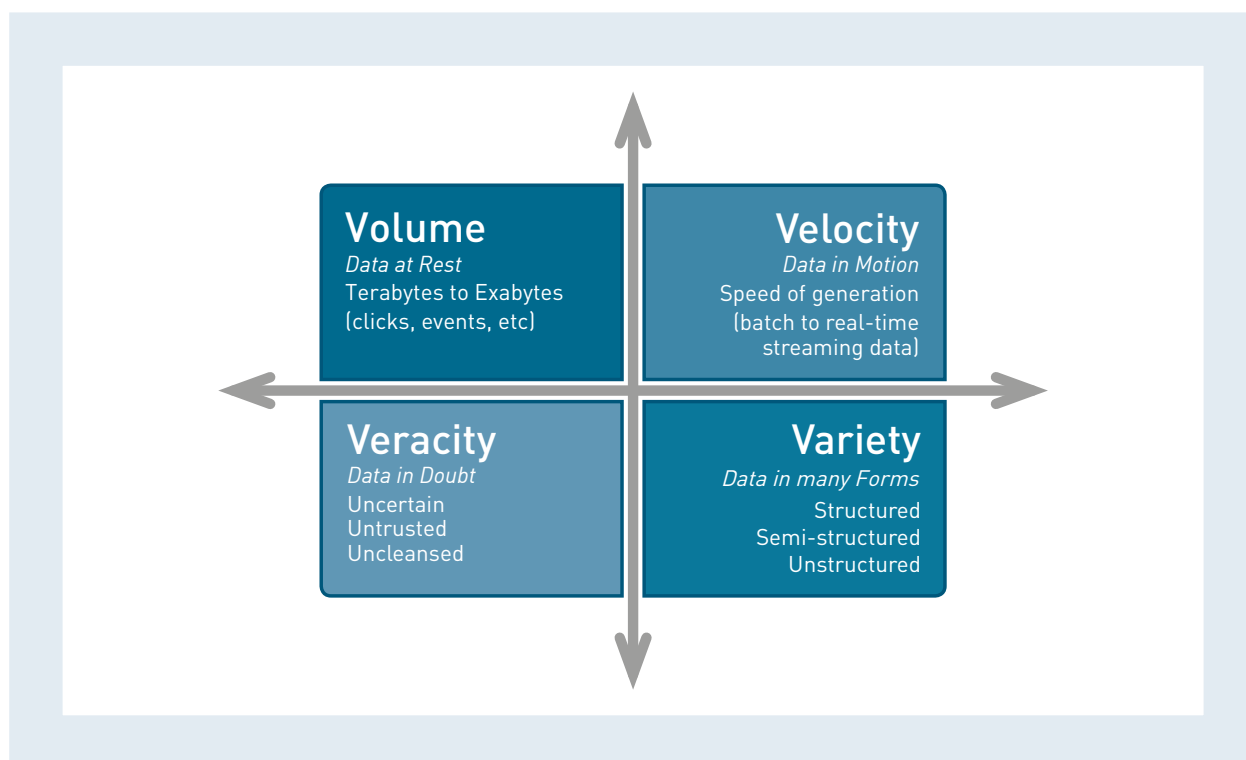 Volume
Data at Rest
Terabytes to Exabytes
(clicks, events, etc)
Velocity
Data in Motion
Speed of generation
(batch to real-time
streaming data)
Veracity
Data in Doubt
Uncertain
Untrusted
Uncleansed
Variety
Data in many Forms
Structured
Semi-structured
Unstructured